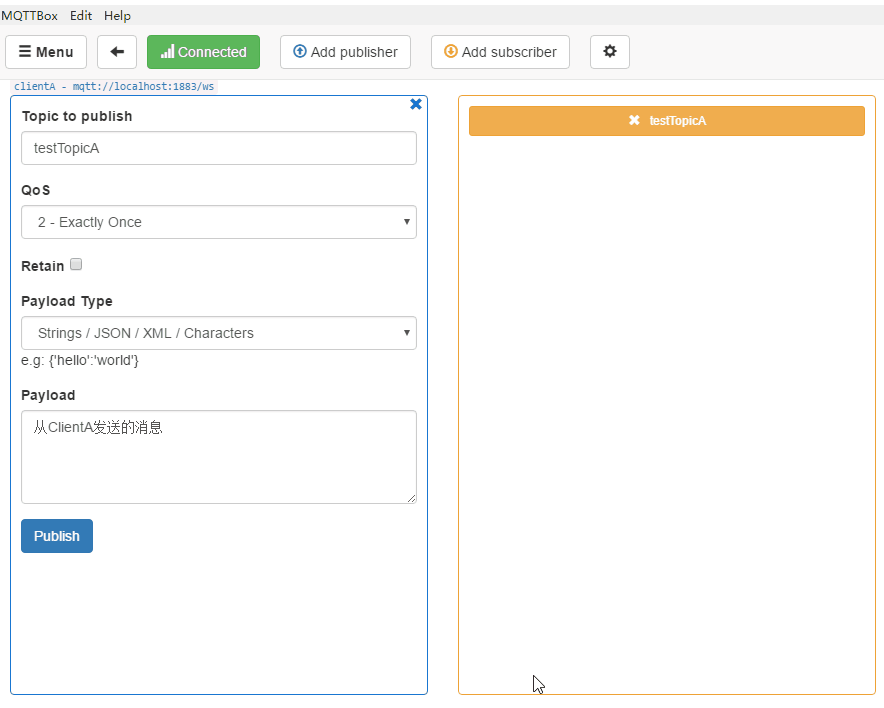 MQTTBox Edit Help
Menu Connected Add publisher Add subscriber
clientA - mqtt://localhost:1883/ws
Topic to publish
testTopicA
QoS
2 - Exactly Once
Retain
Payload Type
Strings / JSON / XML / Characters
e.g: {'hello':'world'}
Payload
从ClientA发送的消息
Publish
testTopicA